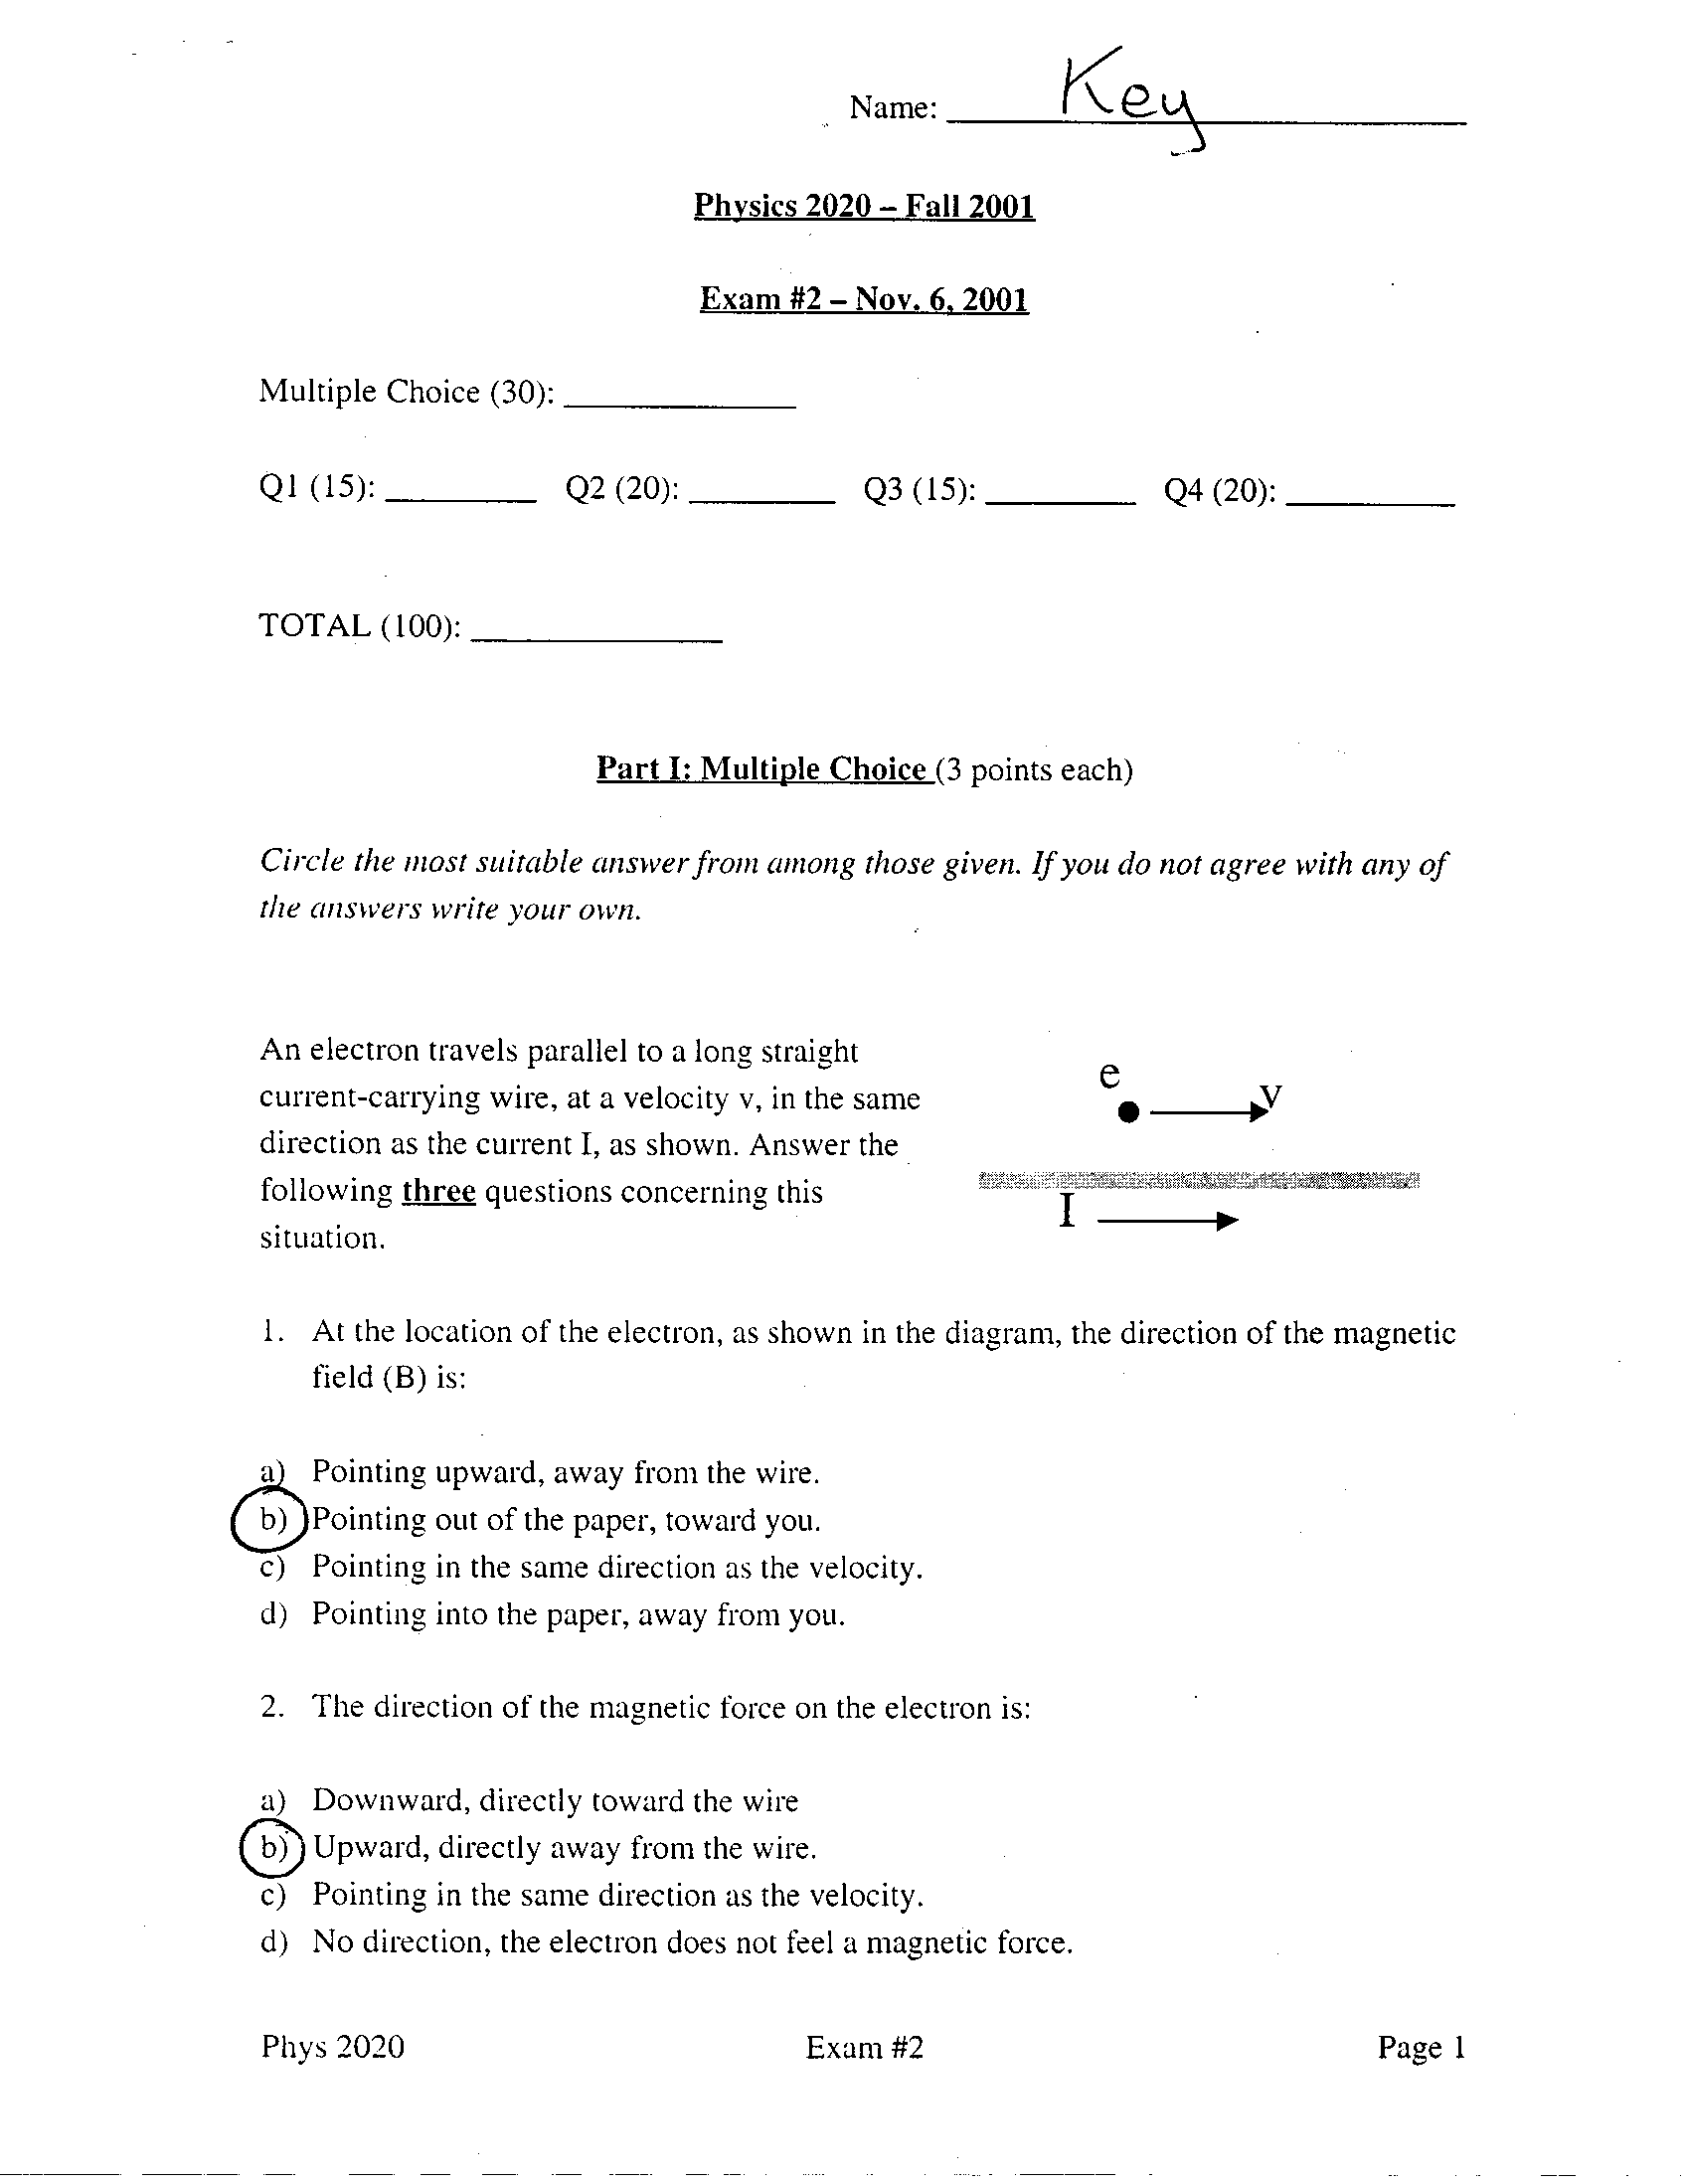 Name: Key
Physics 2020 – Fall 2001
Exam #2 – Nov. 6, 2001
Multiple Choice (30):
Q1 (15): Q2 (20): Q3 (15): Q4 (20):
TOTAL (100):
Part I: Multiple Choice (3 points each)
Circle the most suitable answer from among those given. If you do not agree with any of
the answers write your own.
An electron travels parallel to a long straight
current-carrying wire, at a velocity v, in the same
direction as the current I, as shown. Answer the
following three questions concerning this
situation.
e
v
I
1. At the location of the electron, as shown in the diagram, the direction of the magnetic
field (B) is:
a) Pointing upward, away from the wire.
b) Pointing out of the paper, toward you.
c) Pointing in the same direction as the velocity.
d) Pointing into the paper, away from you.
2. The direction of the magnetic force on the electron is:
a) Downward, directly toward the wire
b) Upward, directly away from the wire.
c) Pointing in the same direction as the velocity.
d) No direction, the electron does not feel a magnetic force.
Phys 2020 Exam #2 Page 1